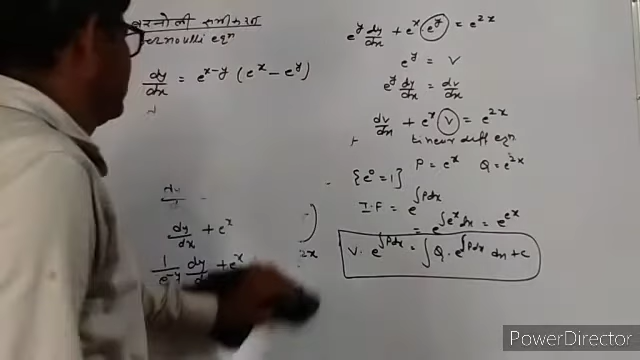 बरनोली समीकरण
Bernoulli eqn
dy/dx = e^(x-y) (e^x - e^y)
dy/dx + e^x
1/e^-y dy/dx + e^x
2x
e^y dy/dx + e^x e^y = e^2x
e^y = v
e^y dy/dx = dv/dx
dv/dx + e^x v = e^2x
Linear diff eqn
{e^0 = 1} P = e^x Q = e^2x
I.F = e^∫Pdx
= e^∫e^x dx = e^e^x
V. e^∫Pdx = ∫Q . e^∫Pdx dx + c
PowerDirector